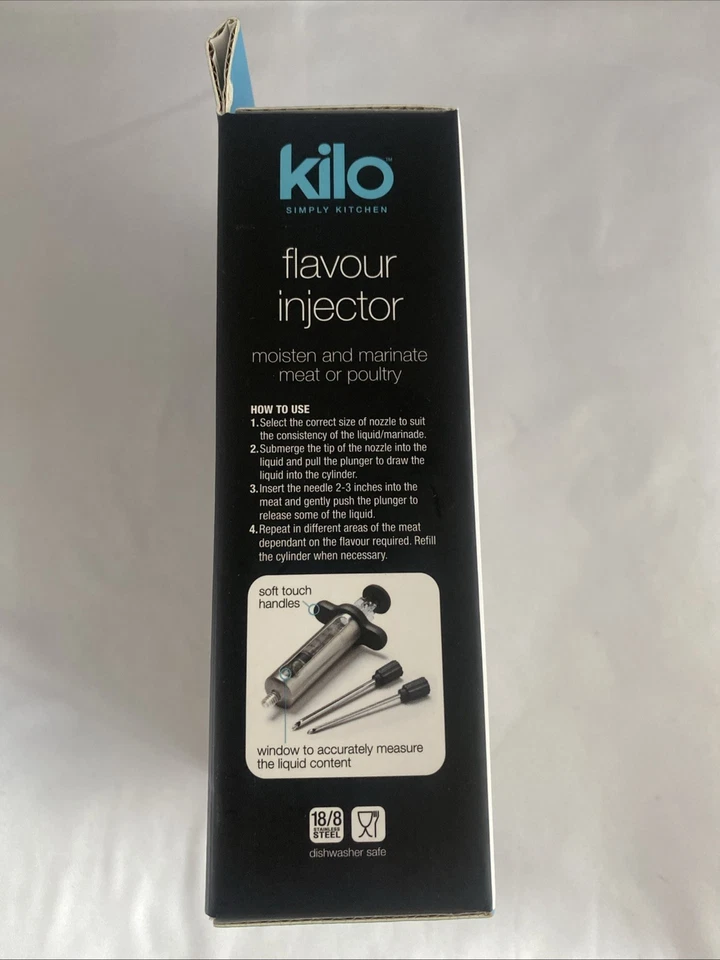 kilo™
SIMPLY KITCHEN
flavour
injector
moisten and marinate
meat or poultry
HOW TO USE
1. Select the correct size of nozzle to suit
the consistency of the liquid/marinade.
2. Submerge the tip of the nozzle into the
liquid and pull the plunger to draw the
liquid into the cylinder.
3. Insert the needle 2-3 inches into the
meat and gently push the plunger to
release some of the liquid.
4. Repeat in different areas of the meat
dependant on the flavour required. Refill
the cylinder when necessary.
soft touch
handles
window to accurately measure
the liquid content
18/8
STAINLESS
STEEL
dishwasher safe